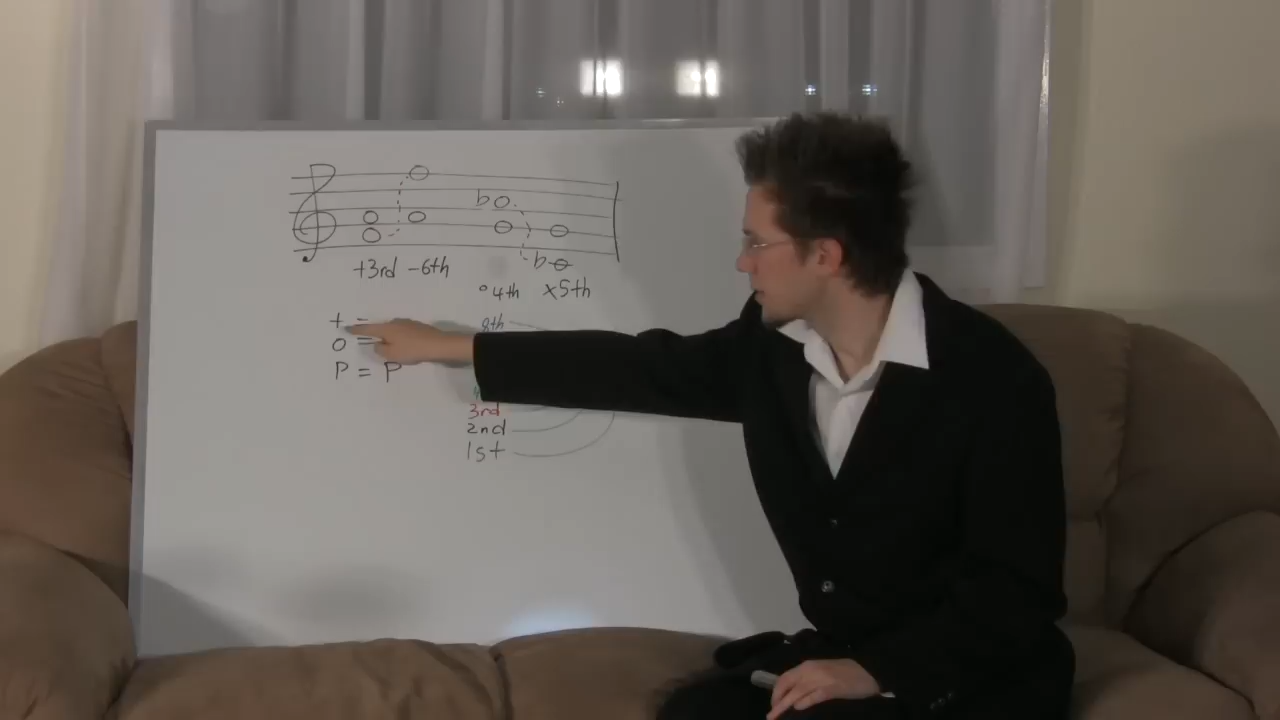 b
b
+3rd -6th
°4th x5th
+ =
8th
o =
P = P
3rd
2nd
1st